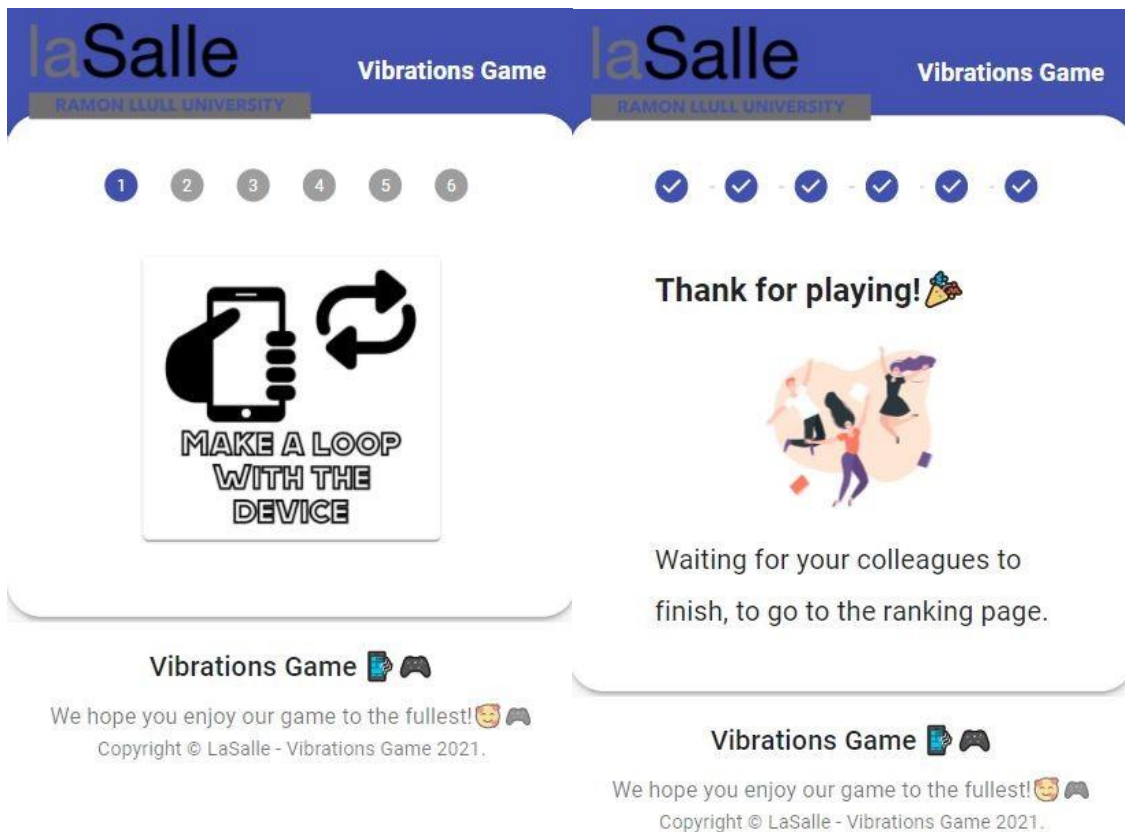 laSalle
Vibrations Game
RAMON LLULL UNIVERSITY
1 2 3 4 5 6
MAKE A LOOP
WITH THE
DEVICE
Vibrations Game
We hope you enjoy our game to the fullest!
Copyright © LaSalle - Vibrations Game 2021.
laSalle
Vibrations Game
RAMON LLULL UNIVERSITY
Thank for playing!
Waiting for your colleagues to
finish, to go to the ranking page.
Vibrations Game
We hope you enjoy our game to the fullest!
Copyright © LaSalle - Vibrations Game 2021.